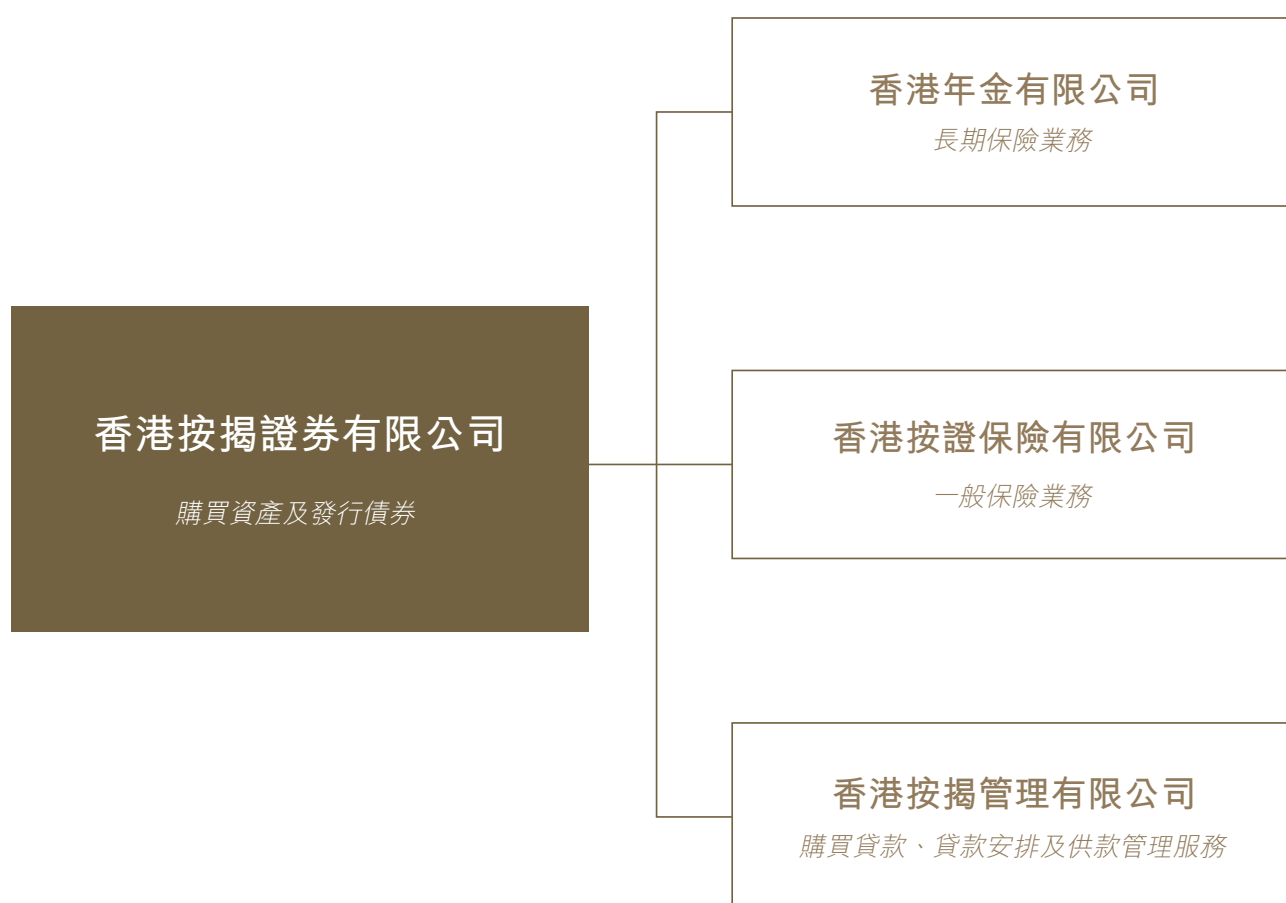 香港按揭證券有限公司
購買資產及發行債券
香港年金有限公司
長期保險業務
香港按證保險有限公司
一般保險業務
香港按揭管理有限公司
購買貸款、貸款安排及供款管理服務